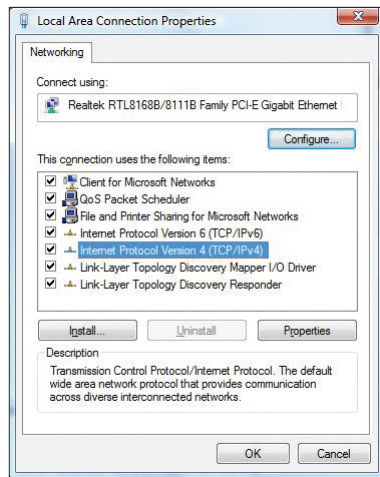 Local Area Connection Properties
Networking
Connect using:
Realtek RTL8168B/8111B Family PCI-E Gigabit Ethernet
Configure...
This connection uses the following items:
Client for Microsoft Networks
QoS Packet Scheduler
File and Printer Sharing for Microsoft Networks
Internet Protocol Version 6 (TCP/IPv6)
Internet Protocol Version 4 (TCP/IPv4)
Link-Layer Topology Discovery Mapper I/O Driver
Link-Layer Topology Discovery Responder
Install... Uninstall Properties
Description
Transmission Control Protocol/Internet Protocol. The default
wide area network protocol that provides communication
across diverse interconnected networks.
OK Cancel